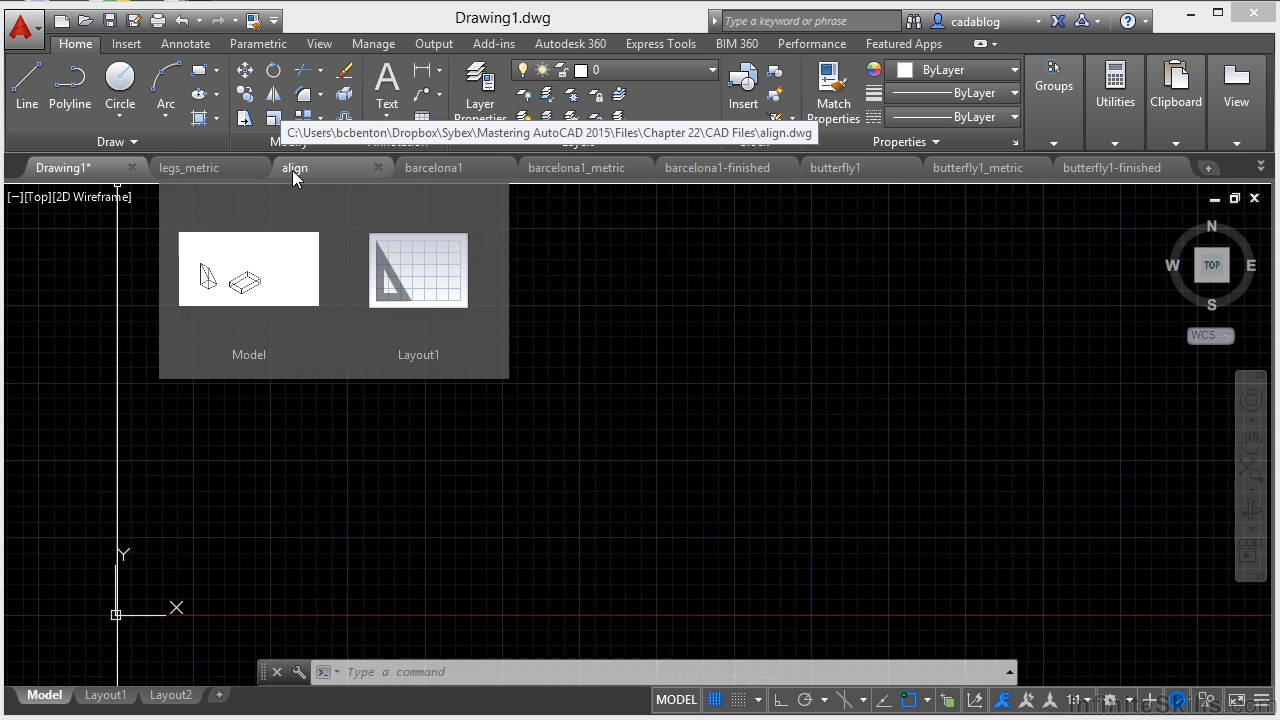 Drawing1.dwg
Type a keyword or phrase
cadablog
Home Insert Annotate Parametric View Manage Output Add-ins Autodesk 360 Express Tools BIM 360 Performance Featured Apps
0
ByLayer
ByLayer
ByLayer
Line Polyline Circle Arc Text Layer Properties Insert Match Properties Groups Utilities Clipboard View
Draw Properties
C:\Users\bcbenton\Dropbox\Sybex\Mastering AutoCAD 2015\Files\Chapter 22\CAD Files\align.dwg
Drawing1* legs_metric align barcelona1 barcelona1_metric barcelona1-finished butterfly1 butterfly1_metric butterfly1-finished
[−][Top][2D Wireframe]
N
W TOP E
S
WCS
Model Layout1
Y
X
Type a command
Model Layout1 Layout2 +
MODEL 1:1
InfiniteSkills.com